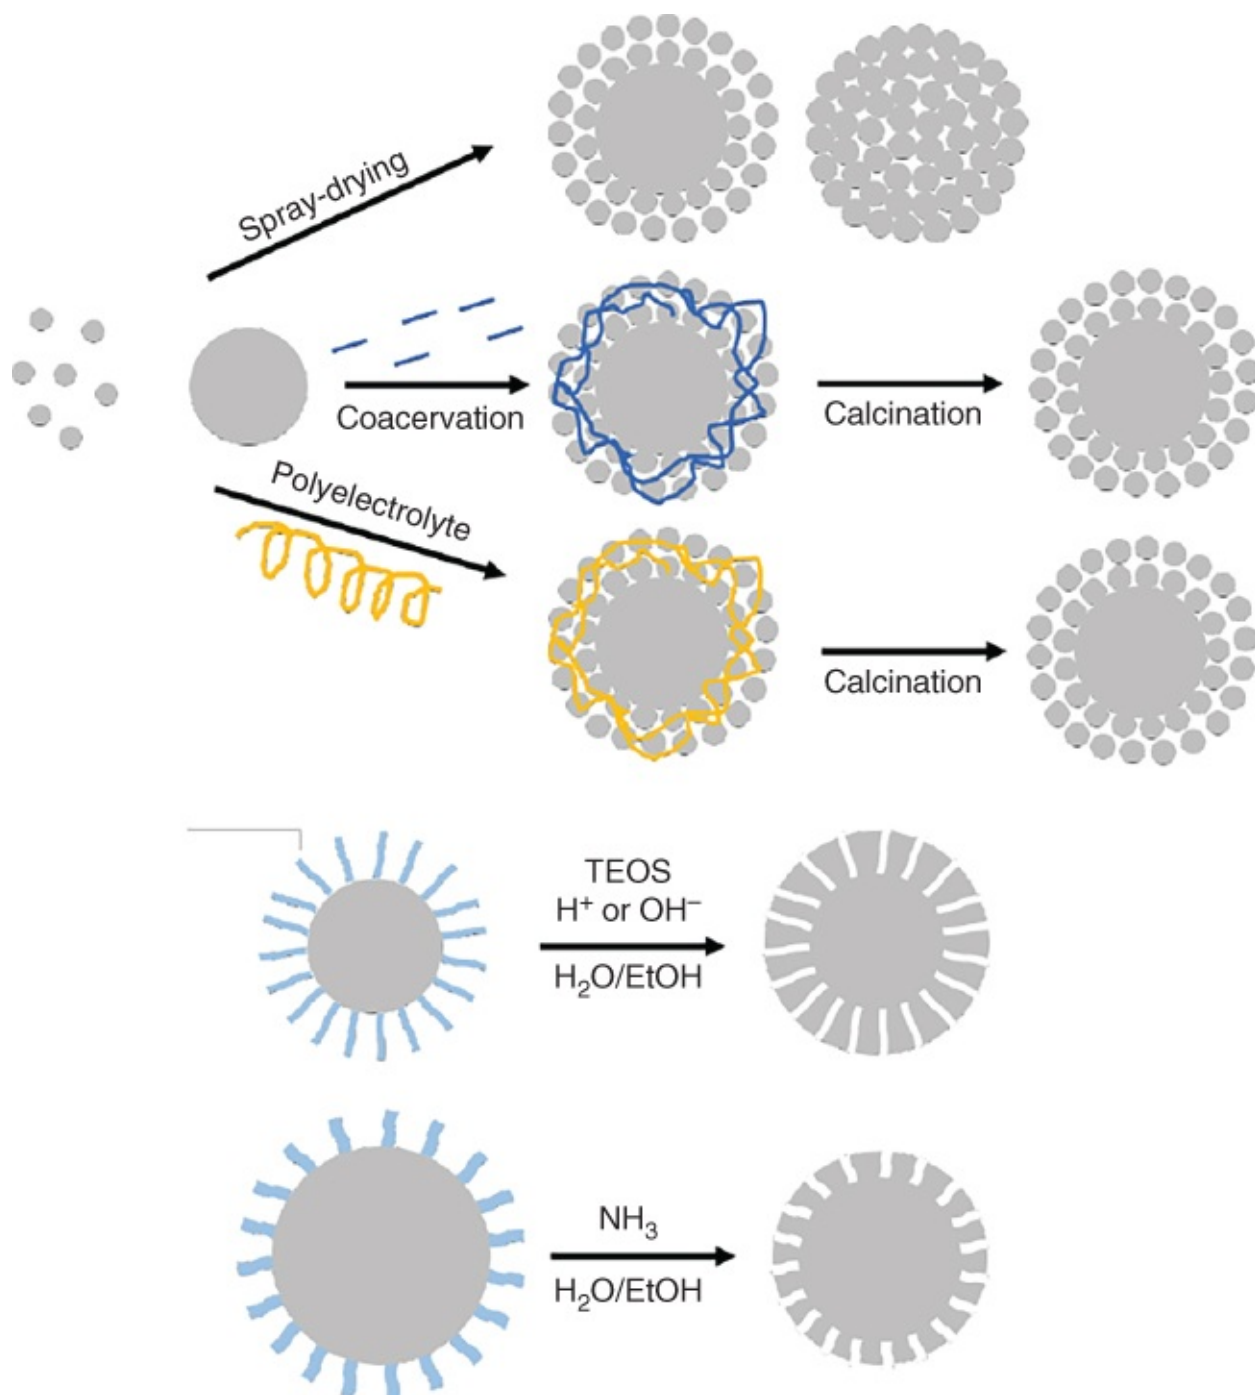 Spray-drying
Coacervation
Calcination
Polyelectrolyte
Calcination
TEOS
H⁺ or OH⁻
H₂O/EtOH
NH₃
H₂O/EtOH